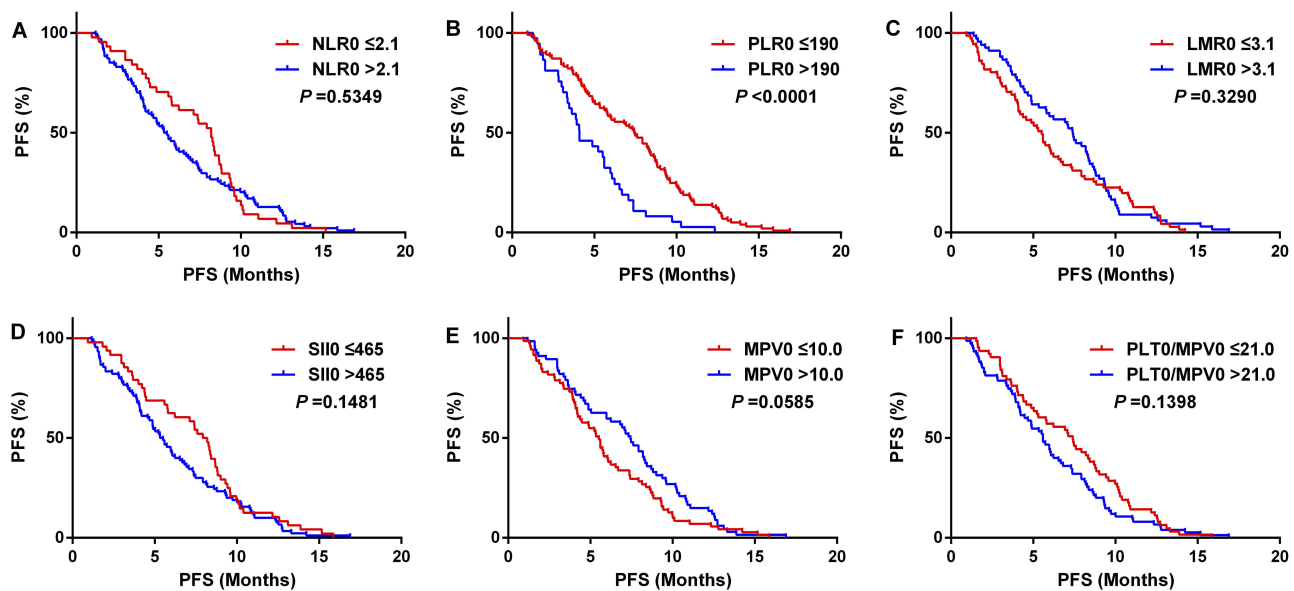 A
NLR0 ≤2.1
NLR0 >2.1
P =0.5349
PFS (%)
100
50
0
0 5 10 15 20
PFS (Months)
B
PLR0 ≤190
PLR0 >190
P <0.0001
PFS (%)
100
50
0
0 5 10 15 20
PFS (Months)
C
LMR0 ≤3.1
LMR0 >3.1
P =0.3290
PFS (%)
100
50
0
0 5 10 15 20
PFS (Months)
D
SII0 ≤465
SII0 >465
P =0.1481
PFS (%)
100
50
0
0 5 10 15 20
PFS (Months)
E
MPV0 ≤10.0
MPV0 >10.0
P =0.0585
PFS (%)
100
50
0
0 5 10 15 20
PFS (Months)
F
PLT0/MPV0 ≤21.0
PLT0/MPV0 >21.0
P =0.1398
PFS (%)
100
50
0
0 5 10 15 20
PFS (Months)